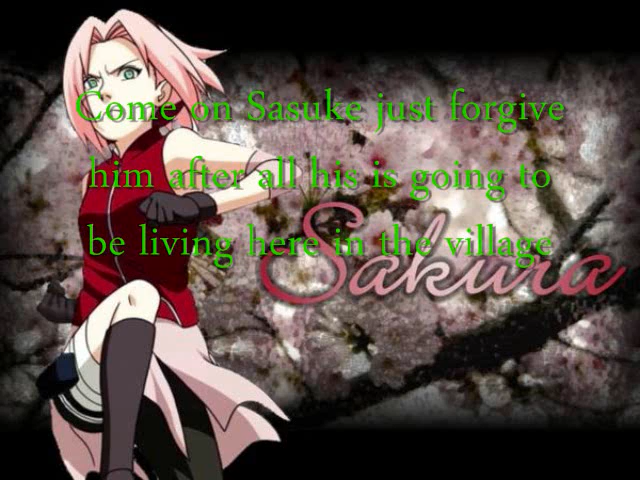 Come on Sasuke just forgive
him after all his is going to
be living here in the village
Sakura